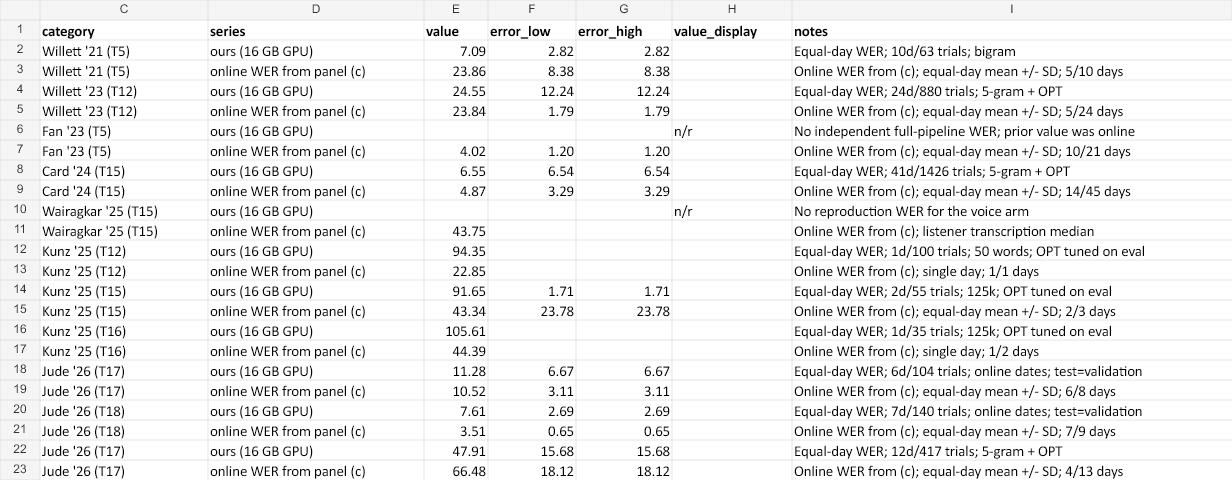 C D E F G H I
1 category series value error_low error_high value_display notes
2 Willett '21 (T5) ours (16 GB GPU) 7.09 2.82 2.82 Equal-day WER; 10d/63 trials; bigram
3 Willett '21 (T5) online WER from panel (c) 23.86 8.38 8.38 Online WER from (c); equal-day mean +/- SD; 5/10 days
4 Willett '23 (T12) ours (16 GB GPU) 24.55 12.24 12.24 Equal-day WER; 24d/880 trials; 5-gram + OPT
5 Willett '23 (T12) online WER from panel (c) 23.84 1.79 1.79 Online WER from (c); equal-day mean +/- SD; 5/24 days
6 Fan '23 (T5) ours (16 GB GPU) n/r No independent full-pipeline WER; prior value was online
7 Fan '23 (T5) online WER from panel (c) 4.02 1.20 1.20 Online WER from (c); equal-day mean +/- SD; 10/21 days
8 Card '24 (T15) ours (16 GB GPU) 6.55 6.54 6.54 Equal-day WER; 41d/1426 trials; 5-gram + OPT
9 Card '24 (T15) online WER from panel (c) 4.87 3.29 3.29 Online WER from (c); equal-day mean +/- SD; 14/45 days
10 Wairagkar '25 (T15) ours (16 GB GPU) n/r No reproduction WER for the voice arm
11 Wairagkar '25 (T15) online WER from panel (c) 43.75 Online WER from (c); listener transcription median
12 Kunz '25 (T12) ours (16 GB GPU) 94.35 Equal-day WER; 1d/100 trials; 50 words; OPT tuned on eval
13 Kunz '25 (T12) online WER from panel (c) 22.85 Online WER from (c); single day; 1/1 days
14 Kunz '25 (T15) ours (16 GB GPU) 91.65 1.71 1.71 Equal-day WER; 2d/55 trials; 125k; OPT tuned on eval
15 Kunz '25 (T15) online WER from panel (c) 43.34 23.78 23.78 Online WER from (c); equal-day mean +/- SD; 2/3 days
16 Kunz '25 (T16) ours (16 GB GPU) 105.61 Equal-day WER; 1d/35 trials; 125k; OPT tuned on eval
17 Kunz '25 (T16) online WER from panel (c) 44.39 Online WER from (c); single day; 1/2 days
18 Jude '26 (T17) ours (16 GB GPU) 11.28 6.67 6.67 Equal-day WER; 6d/104 trials; online dates; test=validation
19 Jude '26 (T17) online WER from panel (c) 10.52 3.11 3.11 Online WER from (c); equal-day mean +/- SD; 6/8 days
20 Jude '26 (T18) ours (16 GB GPU) 7.61 2.69 2.69 Equal-day WER; 7d/140 trials; online dates; test=validation
21 Jude '26 (T18) online WER from panel (c) 3.51 0.65 0.65 Online WER from (c); equal-day mean +/- SD; 7/9 days
22 Jude '26 (T17) ours (16 GB GPU) 47.91 15.68 15.68 Equal-day WER; 12d/417 trials; 5-gram + OPT
23 Jude '26 (T17) online WER from panel (c) 66.48 18.12 18.12 Online WER from (c); equal-day mean +/- SD; 4/13 days